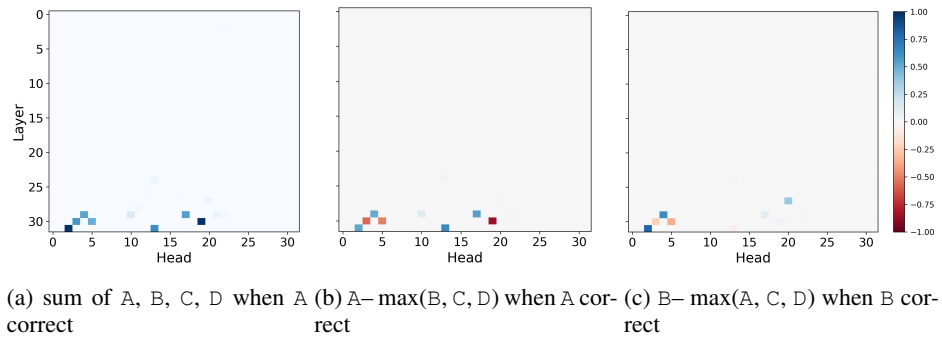 0
5
10
15
20
25
30
Layer
0 5 10 15 20 25 30
Head
0 5 10 15 20 25 30
Head
0 5 10 15 20 25 30
Head
1.00
0.75
0.50
0.25
0.00
−0.25
−0.50
−0.75
−1.00
(a) sum of A, B, C, D when A
correct
(b) A– max(B, C, D) when A cor-
rect
(c) B– max(A, C, D) when B cor-
rect